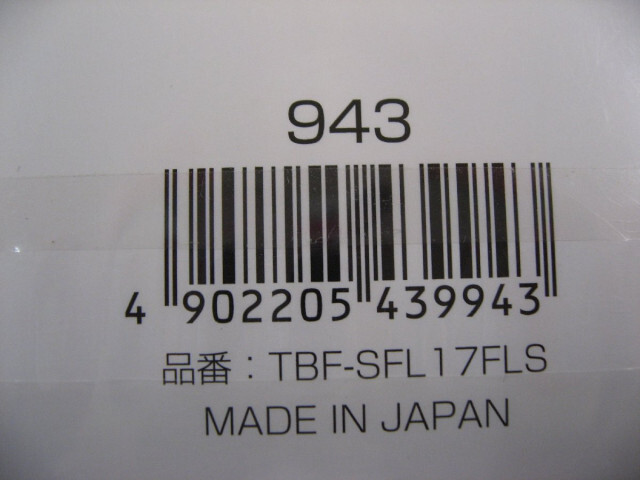 943
4 902205 439943
品番：TBF-SFL17FLS
MADE IN JAPAN